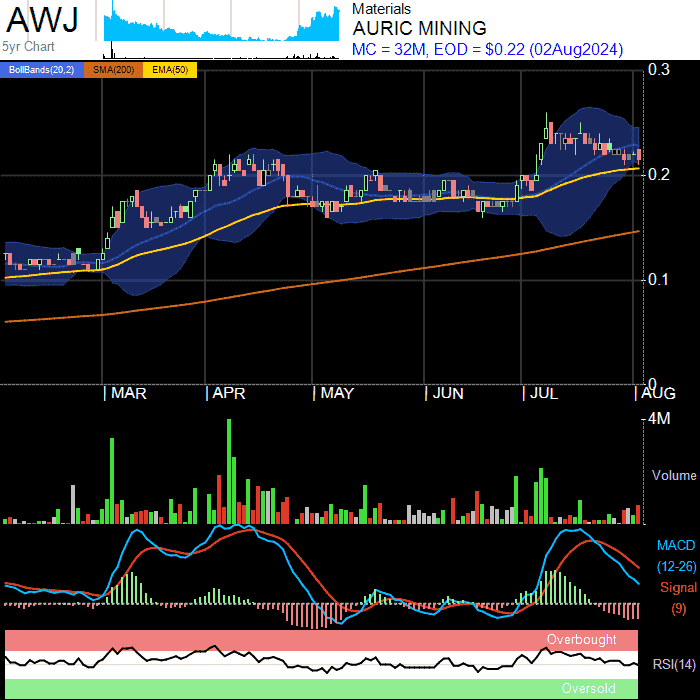 AWJ
5yr Chart
Materials
AURIC MINING
MC = 32M, EOD = $0.22 (02Aug2024)
BollBands(20,2) SMA(200) EMA(50)
0.3
0.2
0.1
0
MAR APR MAY JUN JUL AUG
4M
Volume
MACD
(12-26)
Signal
(9)
Overbought
RSI(14)
Oversold